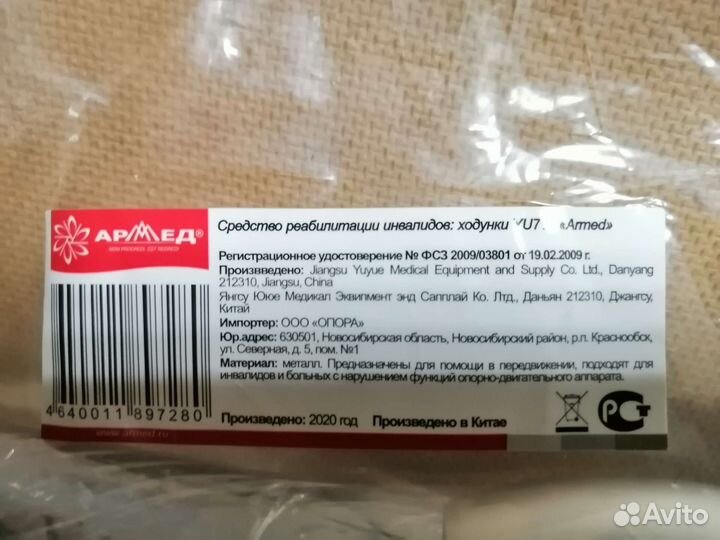 АРМЕД®
Средство реабилитации инвалидов: ходунки «Armed»
Регистрационное удостоверение № ФСЗ 2009/03801 от 19.02.2009 г.
Произвведено: Jiangsu Yuyue Medical Equipment and Supply Co. Ltd., Danyang
212310, Jiangsu, China
Янгсу Ююе Медикал Эквипмент энд Сапплай Ко. Лтд., Даньян 212310, Джангсу,
Китай
Импортер: ООО «ОПОРА»
Юр.адрес: 630501, Новосибирская область, Новосибирский район, р.п. Краснообск,
ул. Северная, д. 5, пом. №1
Материал: металл. Предназначены для помощи в передвижении, подходят для
инвалидов и больных с нарушением функций опорно-двигательного аппарата.
4 640011 897280
Произведено: 2020 год Произведено в Китае
РСТ
www.armed.ru
Avito